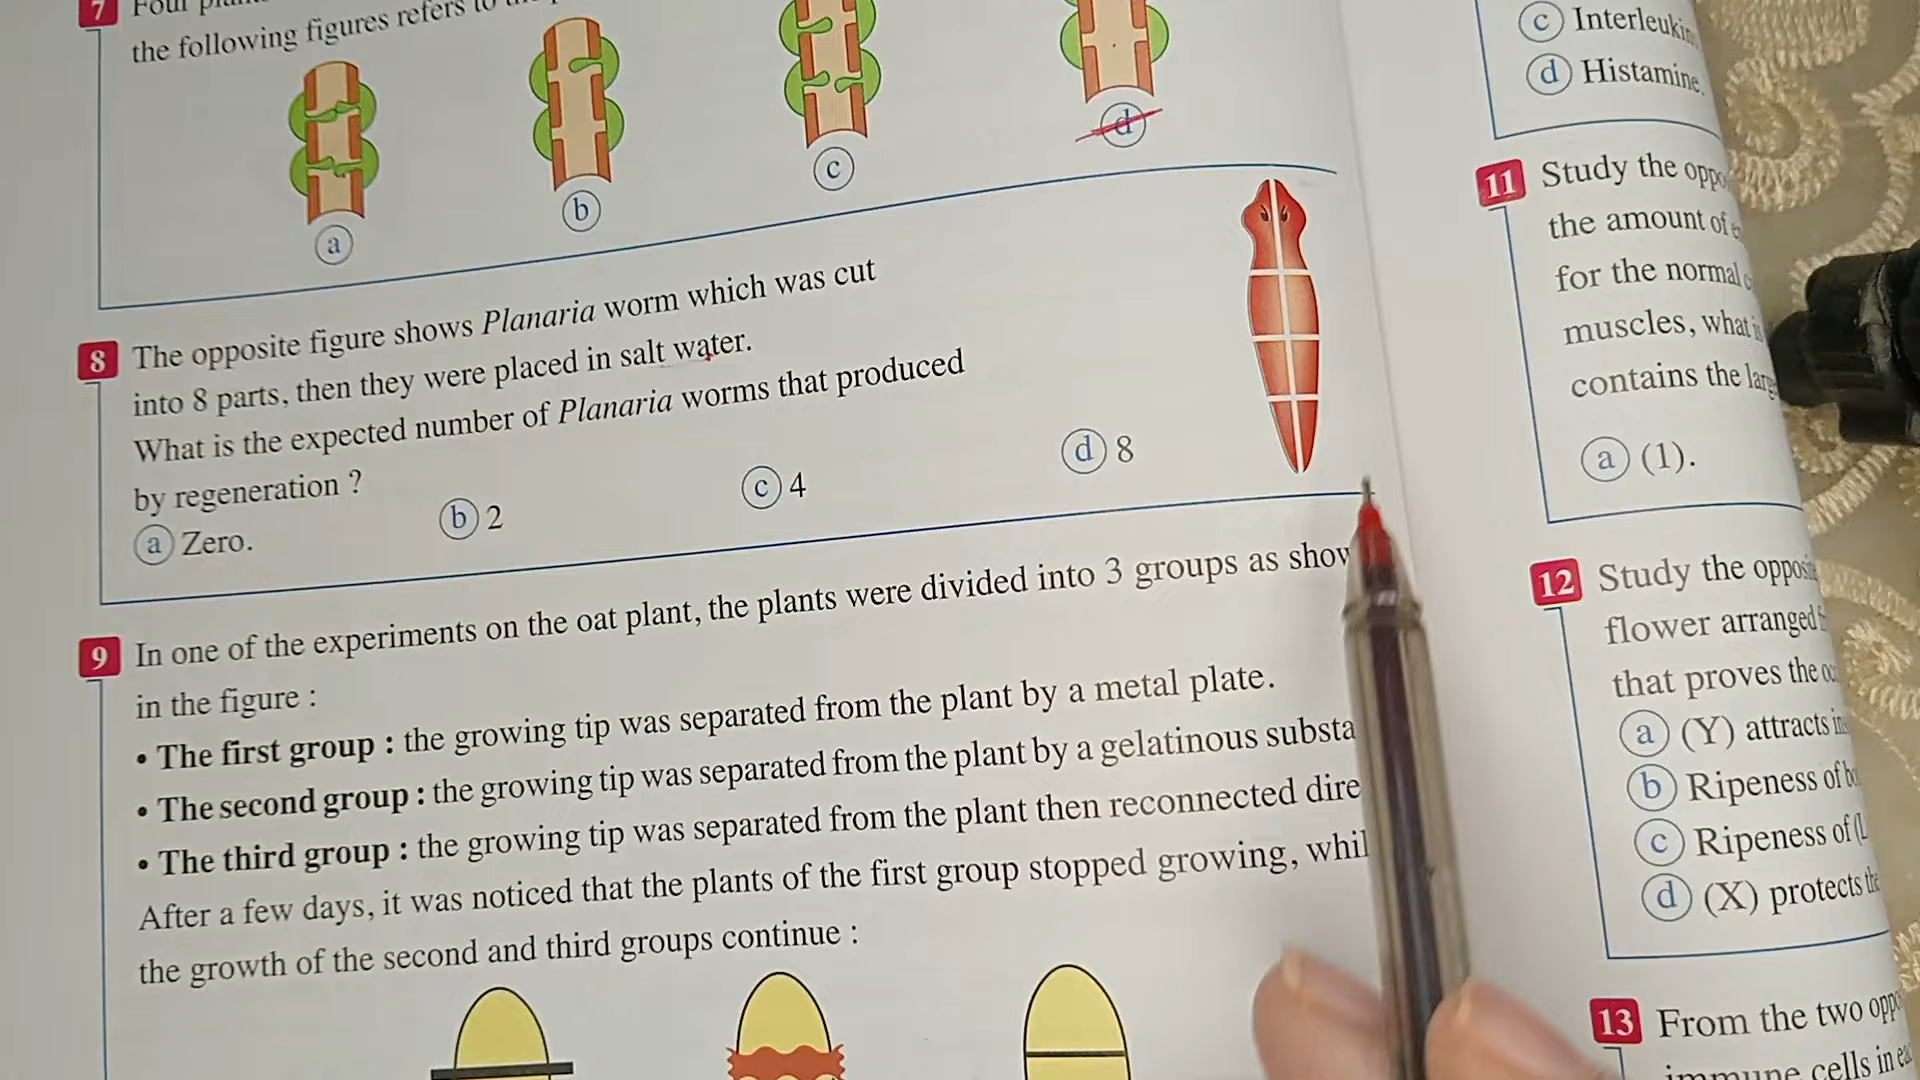 7 Four
the following figures refers to
a
b
c
d
8 The opposite figure shows Planaria worm which was cut
into 8 parts, then they were placed in salt water.
What is the expected number of Planaria worms that produced
by regeneration ?
a Zero.
b 2
c 4
d 8
9 In one of the experiments on the oat plant, the plants were divided into 3 groups as
in the figure :
• The first group : the growing tip was separated from the plant by a metal plate.
• The second group : the growing tip was separated from the plant by a gelatinous
• The third group : the growing tip was separated from the plant then reconnected
After a few days, it was noticed that the plants of the first group stopped growing,
the growth of the second and third groups continue :
c
d Histamine.
11 Study the
the amount of
for the normal
muscles, what
contains the
a (1).
12 Study the
flower arranged
that proves the
a (Y) attracts
b Ripeness of
c Ripeness of
d (X) protects
13 From the two
immune cells in